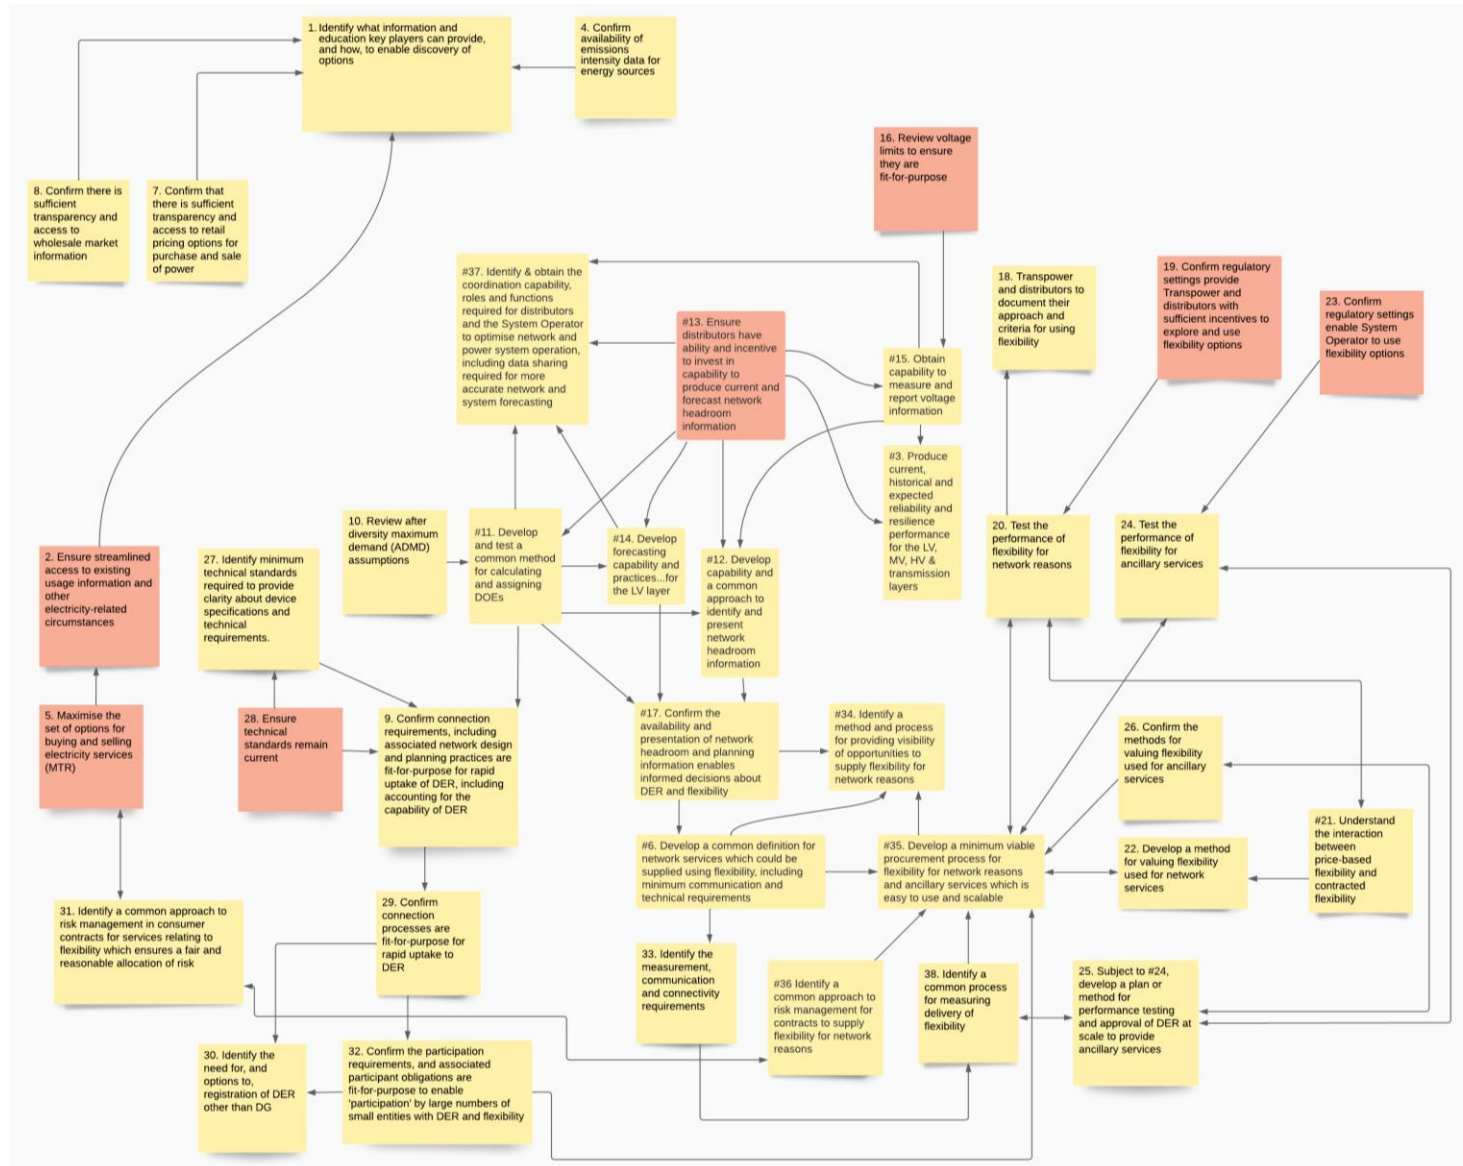 1. Identify what information and
education key players can provide,
and how, to enable discovery of
options
4. Confirm
availability of
emissions
intensity data for
energy sources
16. Review voltage
limits to ensure
they are
fit-for-purpose
8. Confirm there is
sufficient
transparency and
access to
wholesale market
information
7. Confirm that
there is sufficient
transparency and
access to retail
pricing options for
purchase and sale
of power
#37. Identify & obtain the
coordination capability,
roles and functions
required for distributors
and the System Operator
to optimise network and
power system operation,
including data sharing
required for more
accurate network and
system forecasting
#13. Ensure
distributors have
ability and incentive
to invest in
capability to
produce current and
forecast network
headroom
information
#15. Obtain
capability to
measure and
report voltage
information
18. Transpower
and distributors to
document their
approach and
criteria for using
flexibility
19. Confirm regulatory
settings provide
Transpower and
distributors with
sufficient incentives to
explore and use
flexibility options
23. Confirm
regulatory settings
enable System
Operator to use
flexibility options
#3. Produce
current,
historical and
expected
reliability and
resilience
performance
for the LV,
MV, HV &
transmission
layers
10. Review after
diversity maximum
demand (ADMD)
assumptions
#11. Develop
and test a
common method
for calculating
and assigning
DOEs
#14. Develop
forecasting
capability and
practices...for
the LV layer
#12. Develop
capability and
a common
approach to
identify and
present
network
headroom
information
20. Test the
performance of
flexibility for
network reasons
24. Test the
performance of
flexibility for
ancillary services
2. Ensure streamlined
access to existing
usage information and
other
electricity-related
circumstances
27. Identify minimum
technical standards
required to provide
clarity about device
specifications and
technical
requirements.
5. Maximise the
set of options for
buying and selling
electricity services
(MTR)
28. Ensure
technical
standards remain
current
9. Confirm connection
requirements, including
associated network design
and planning practices are
fit-for-purpose for rapid
uptake of DER, including
accounting for the
capability of DER
#17. Confirm the
availability and
presentation of network
headroom and planning
information enables
informed decisions about
DER and flexibility
#34. Identify a
method and process
for providing visibility
of opportunities to
supply flexibility for
network reasons
26. Confirm the
methods for
valuing flexibility
used for ancillary
services
#6. Develop a common definition for
network services which could be
supplied using flexibility, including
minimum communication and
technical requirements
#35. Develop a minimum viable
procurement process for
flexibility for network reasons
and ancillary services which is
easy to use and scalable
22. Develop a method
for valuing flexibility
used for network
services
#21. Understand
the interaction
between
price-based
flexibility and
contracted
flexibility
31. Identify a common approach to
risk management in consumer
contracts for services relating to
flexibility which ensures a fair and
reasonable allocation of risk
29. Confirm
connection
processes are
fit-for-purpose for
rapid uptake to
DER
33. Identify the
measurement,
communication
and connectivity
requirements
#36 Identify a
common approach to
risk management for
contracts to supply
flexibility for network
reasons
38. Identify a
common process
for measuring
delivery of
flexibility
25. Subject to #24,
develop a plan or
method for
performance testing
and approval of DER at
scale to provide
ancillary services
30. Identify the
need for, and
options to,
registration of DER
other than DG
32. Confirm the participation
requirements, and associated
participant obligations are
fit-for-purpose to enable
'participation' by large numbers of
small entities with DER and flexibility